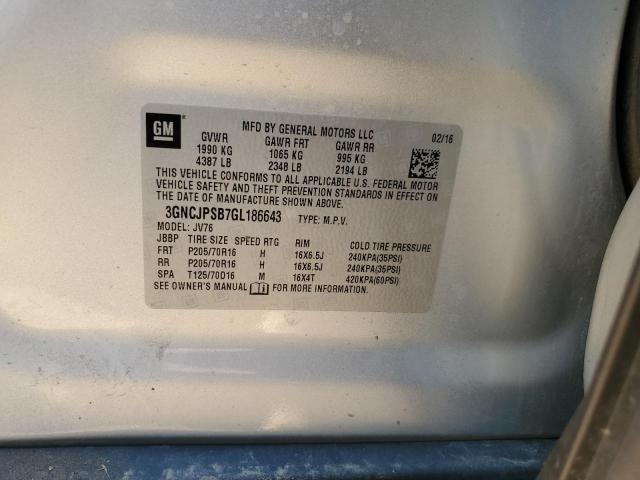 GM
MFD BY GENERAL MOTORS LLC 02/16
GVWR GAWR FRT GAWR RR
1990 KG 1065 KG 995 KG
4387 LB 2348 LB 2194 LB
THIS VEHICLE CONFORMS TO ALL APPLICABLE U.S. FEDERAL MOTOR
VEHICLE SAFETY AND THEFT PREVENTION STANDARDS IN EFFECT ON
THE DATE OF MANUFACTURE SHOWN ABOVE.
3GNCJPSB7GL186643 TYPE: M.P.V.
MODEL: JV76
JBBP TIRE SIZE SPEED RTG RIM COLD TIRE PRESSURE
FRT P205/70R16 H 16X6.5J 240KPA(35PSI)
RR P205/70R16 H 16X6.5J 240KPA(35PSI)
SPA T125/70D16 M 16X4T 420KPA(60PSI)
SEE OWNER'S MANUAL FOR MORE INFORMATION.